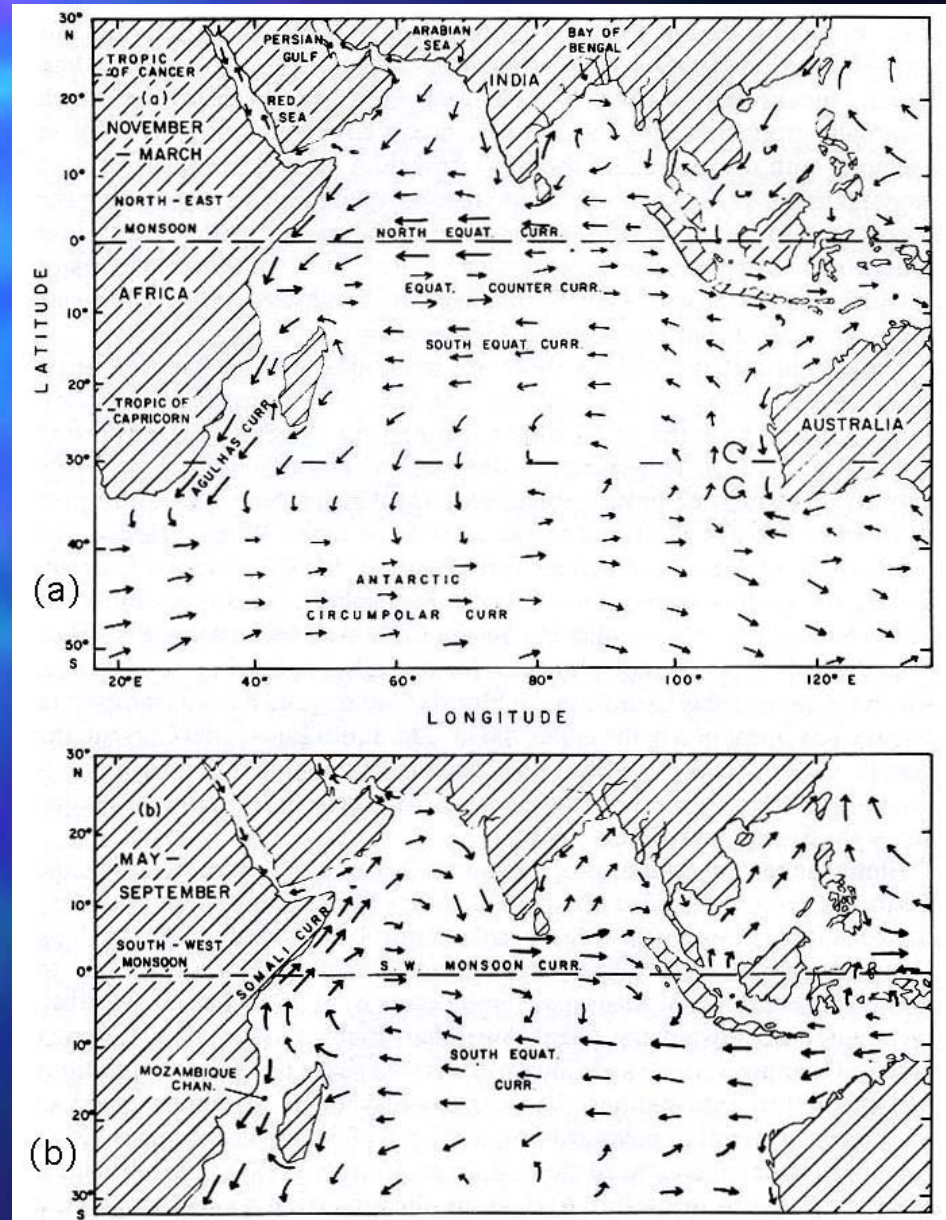 30°
N
20°
10°
0°
10°
20°
30°
40°
50°
S
LATITUDE
TROPIC
OF CANCER
(a)
NOVEMBER
— MARCH
NORTH-EAST
MONSOON
AFRICA
TROPIC OF
CAPRICORN
PERSIAN
GULF
RED
SEA
ARABIAN
SEA
INDIA
BAY OF
BENGAL
NORTH EQUAT. CURR.
EQUAT. COUNTER CURR.
SOUTH EQUAT. CURR.
AGULHAS CURR.
AUSTRALIA
ANTARCTIC
CIRCUMPOLAR CURR
(a)
20°E 40° 60° 80° 100° 120° E
LONGITUDE
30°
N
20°
10°
0°
10°
20°
30°
S
(b)
MAY —
SEPTEMBER
SOUTH-WEST
MONSOON
SOMALI CURR.
S. W. MONSOON CURR.
SOUTH EQUAT.
CURR.
MOZAMBIQUE
CHAN.
(b)